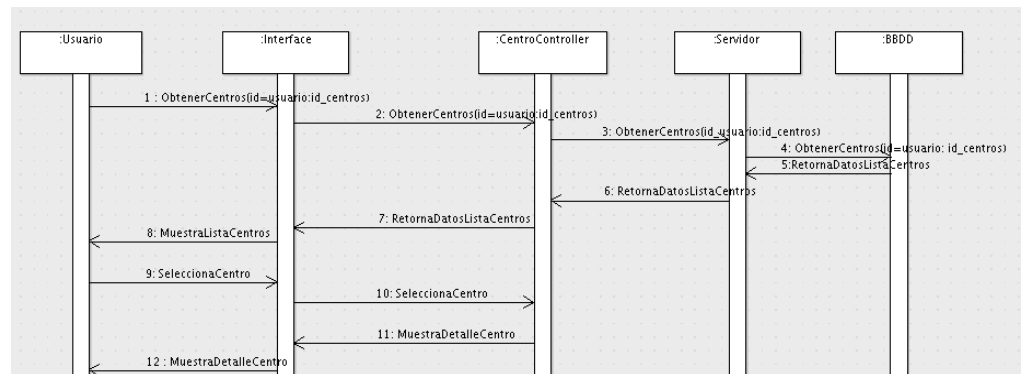 :Usuario
:Interface
:CentroController
:Servidor
:BBDD
1 : ObtenerCentros(id=usuario:id_centros)
2: ObtenerCentros(id=usuario:id_centros)
3: ObtenerCentros(id_usuario:id_centros)
4: ObtenerCentros(id=usuario: id_centros)
5:RetornaDatosListaCentros
6: RetornaDatosListaCentros
7: RetornaDatosListaCentros
8: MuestraListaCentros
9: SeleccionaCentro
10: SeleccionaCentro
11: MuestraDetalleCentro
12 : MuestraDetalleCentro